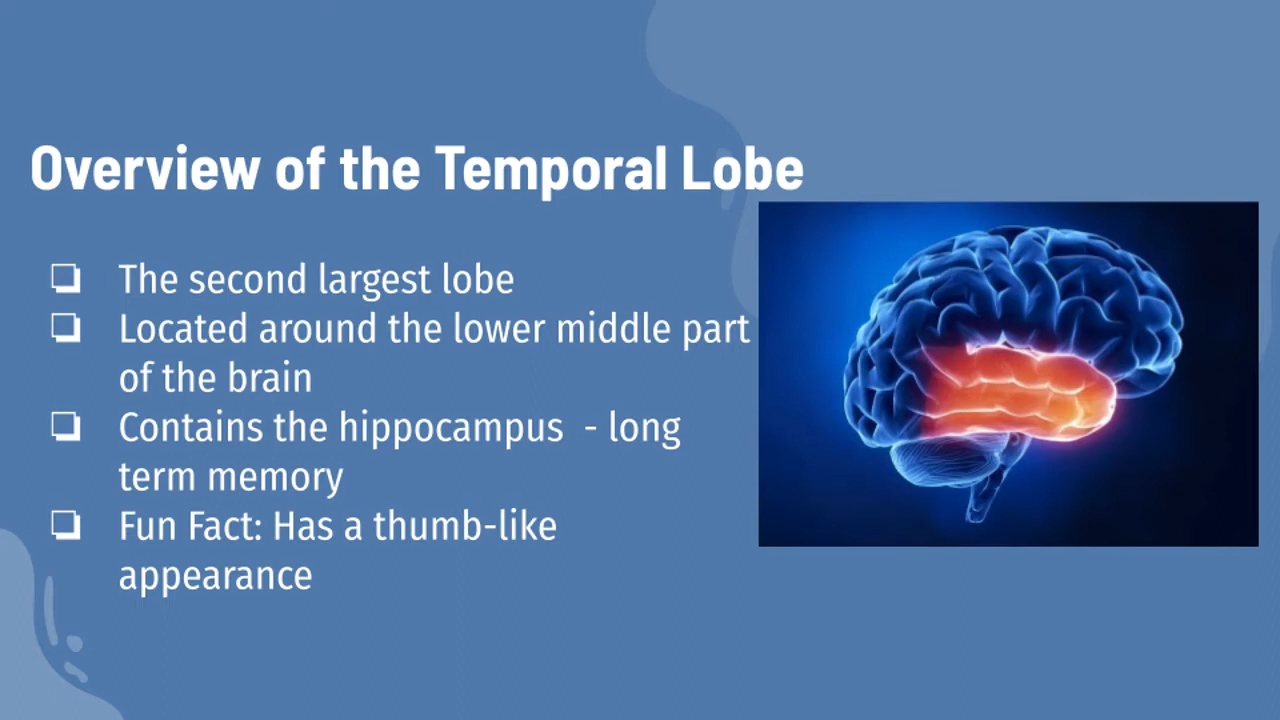 Overview of the Temporal Lobe
❏ The second largest lobe
❏ Located around the lower middle part
of the brain
❏ Contains the hippocampus  - long
term memory
❏ Fun Fact: Has a thumb-like
appearance